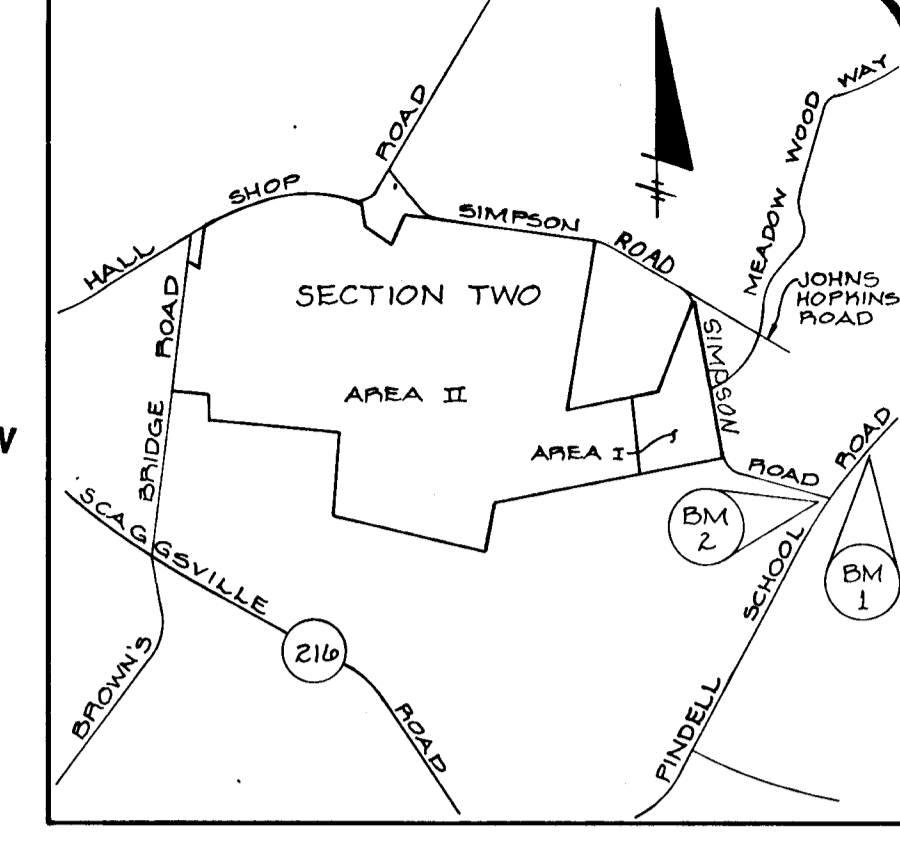 WAY
ROAD
MEADOW WOOD
SHOP
SIMPSON
ROAD
HALL
JOHNS
HOPKINS
ROAD
SECTION TWO
ROAD
SIMPSON
AREA II
BRIDGE
ROAD
AREA I
ROAD
SCAGGSVILLE
BM
2
SCHOOL
BM
1
216
BROWN'S
ROAD
PINDELL